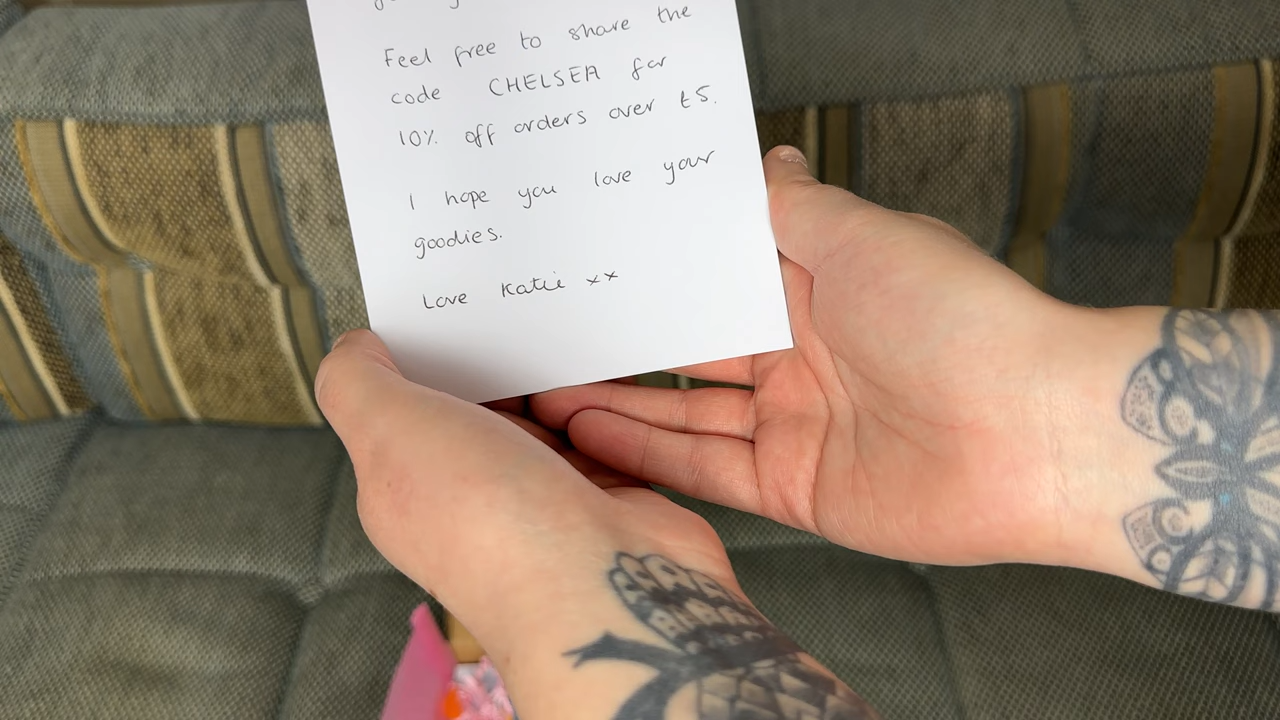 Feel free to share the
code CHELSEA for
10% off orders over £5.
I hope you love your
goodies.
Love Katie xx